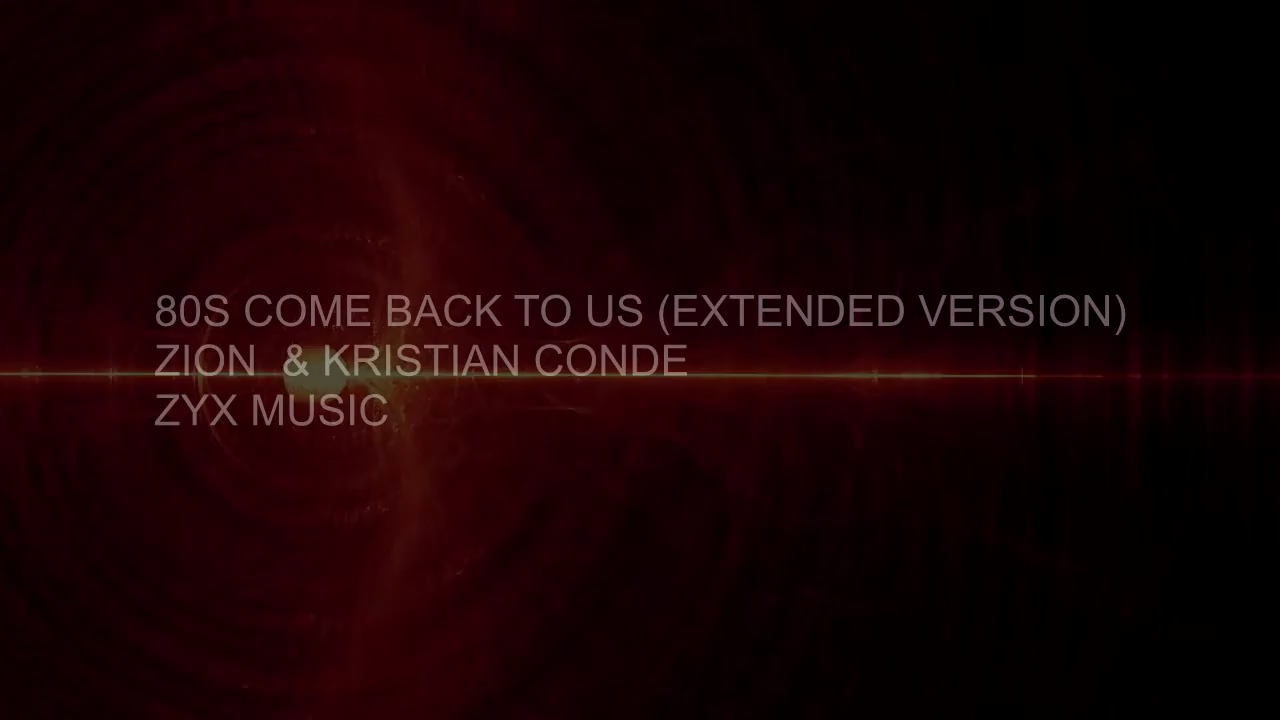 80S COME BACK TO US (EXTENDED VERSION)
ZION  & KRISTIAN CONDE
ZYX MUSIC